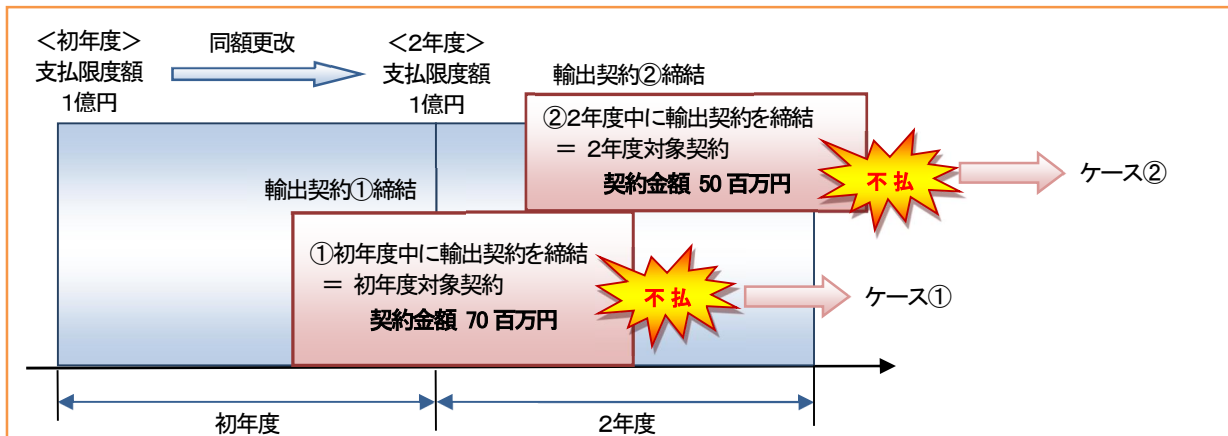 ＜初年度＞
支払限度額
1億円
同額更改
＜2年度＞
支払限度額
1億円
輸出契約②締結
②2年度中に輸出契約を締結
＝ 2年度対象契約
契約金額 50 百万円
不払
ケース②
輸出契約①締結
①初年度中に輸出契約を締結
＝ 初年度対象契約
契約金額 70 百万円
不払
ケース①
初年度
2年度